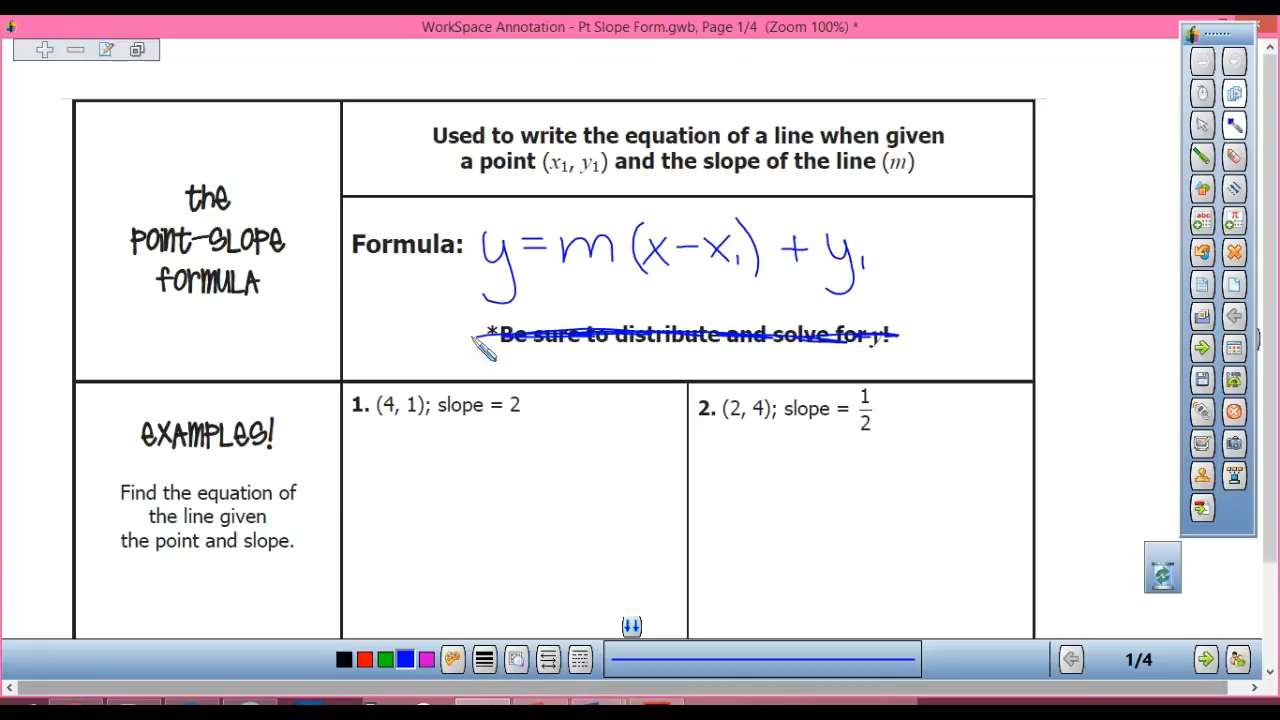 WorkSpace Annotation - Pt Slope Form.gwb, Page 1/4 (Zoom 100%) *
the
POINT-SLOPE
FORMULA
Used to write the equation of a line when given
a point (x₁, y₁) and the slope of the line (m)
Formula: y = m (x - x₁) + y₁
*Be sure to distribute and solve for y!
EXAMPLES!
Find the equation of
the line given
the point and slope.
1. (4, 1); slope = 2
2. (2, 4); slope = 1/2
abc
π
1/4